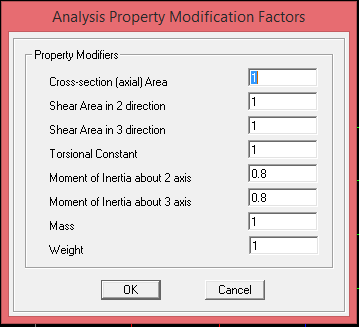 Analysis Property Modification Factors
Property Modifiers
Cross-section (axial) Area 1
Shear Area in 2 direction 1
Shear Area in 3 direction 1
Torsional Constant 1
Moment of Inertia about 2 axis 0.8
Moment of Inertia about 3 axis 0.8
Mass 1
Weight 1
OK Cancel